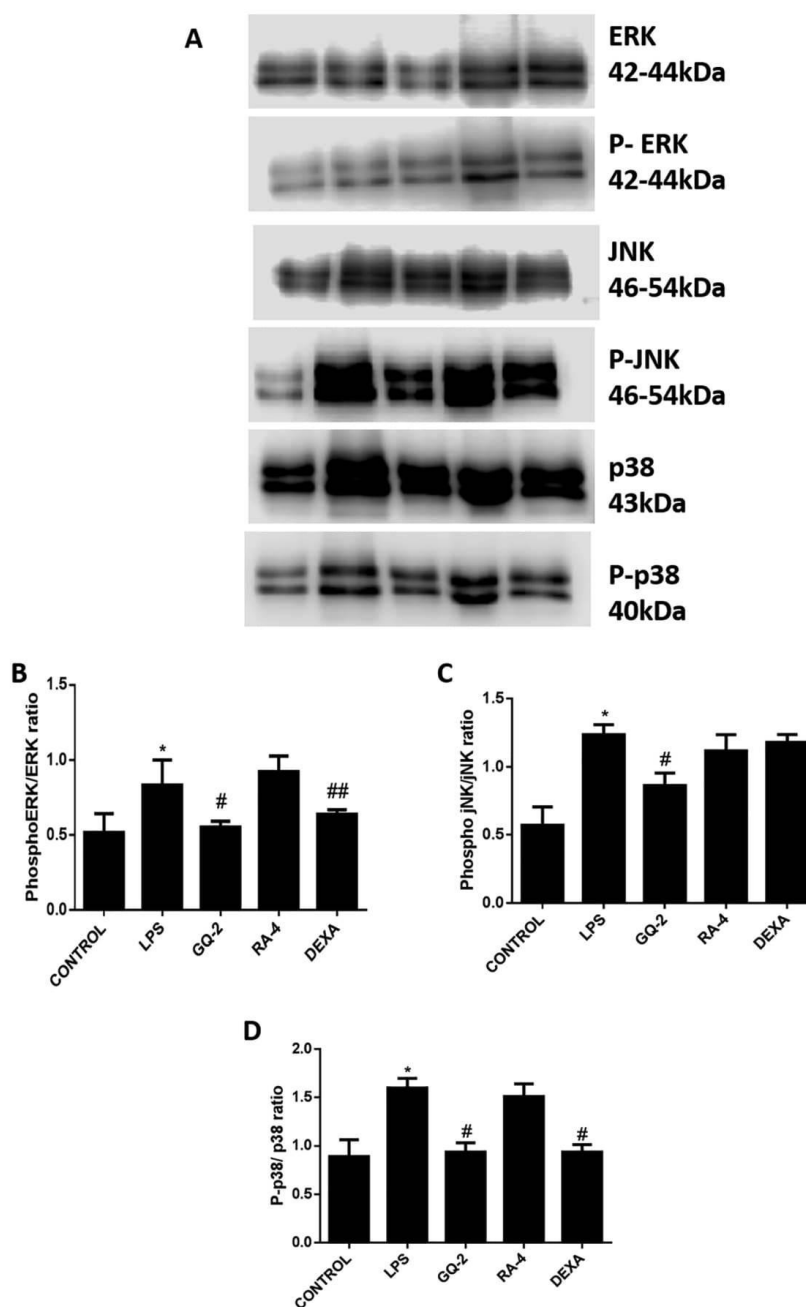 A
ERK
42-44kDa
P- ERK
42-44kDa
JNK
46-54kDa
P-JNK
46-54kDa
p38
43kDa
P-p38
40kDa
B
PhosphoERK/ERK ratio
1.5
1.0
0.5
0.0
*
#
##
CONTROL
LPS
GQ-2
RA-4
DEXA
C
Phospho jNK/jNK ratio
1.5
1.0
0.5
0.0
*
#
CONTROL
LPS
GQ-2
RA-4
DEXA
D
P-p38/ p38 ratio
2.0
1.5
1.0
0.5
0.0
*
#
#
CONTROL
LPS
GQ-2
RA-4
DEXA